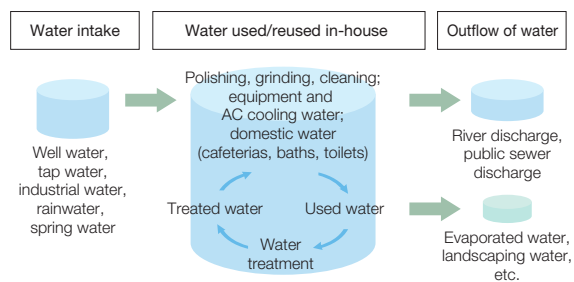 Water intake
Water used/reused in-house
Outflow of water
Well water,
tap water,
industrial water,
rainwater,
spring water
Polishing, grinding, cleaning;
equipment and
AC cooling water;
domestic water
(cafeterias, baths, toilets)
Treated water
Used water
Water
treatment
River discharge,
public sewer
discharge
Evaporated water,
landscaping water,
etc.